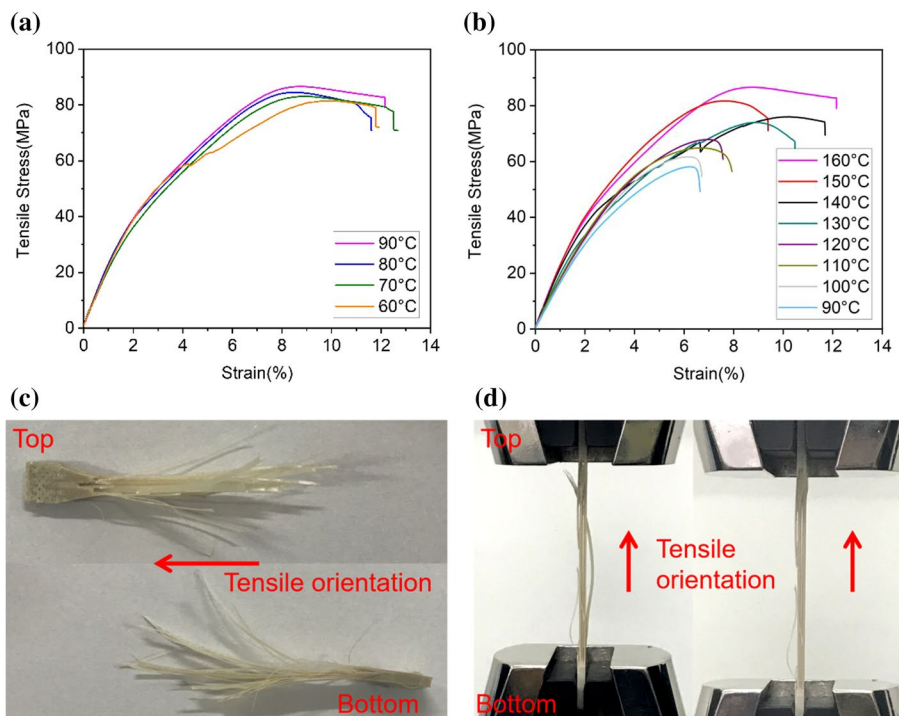 (a)
100
80
60
40
20
0
0 2 4 6 8 10 12 14
Tensile Stress(MPa)
Strain(%)
90°C
80°C
70°C
60°C
(b)
100
80
60
40
20
0
0 2 4 6 8 10 12 14
Tensile Stress(MPa)
Strain(%)
160°C
150°C
140°C
130°C
120°C
110°C
100°C
90°C
(c)
Top
Tensile orientation
Bottom
(d)
Top
Tensile
orientation
Bottom